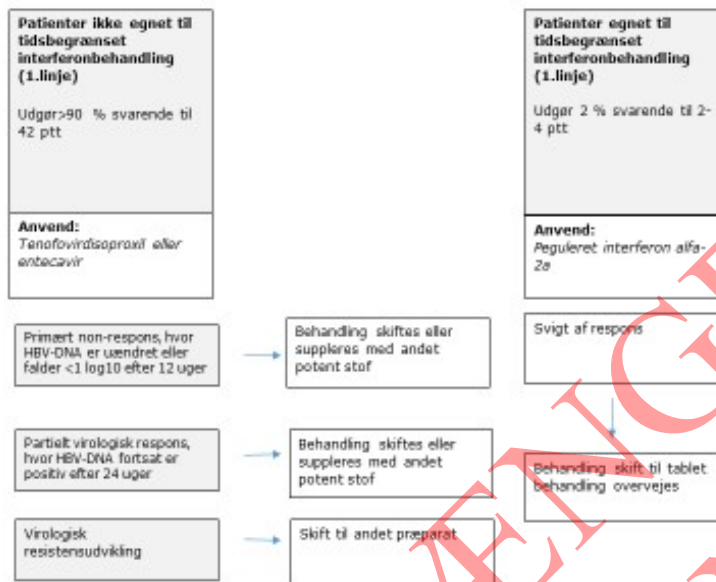 Patienter ikke egnet til
tidsbegrænset
interferonbehandling
(1.linje)
Udgør>90 % svarende til
42 ptt
Anvend:
Tenofovirdisoproxil eller
entecavir
Patienter egnet til
tidsbegrænset
interferonbehandling
(1.linje)
Udgør 2 % svarende til 2-
4 ptt
Anvend:
Peguleret interferon alfa-
2a
Primært non-respons, hvor
HBV-DNA er uændret eller
falder <1 log10 efter 12 uger
Behandling skiftes eller
suppleres med andet
potent stof
Svigt af respons
Partielt virologisk respons,
hvor HBV-DNA fortsat er
positiv efter 24 uger
Behandling skiftes eller
suppleres med andet
potent stof
Behandling skift til tablet
behandling overvejes
Virologisk
resistensudvikling
Skift til andet præparat
ÆNG